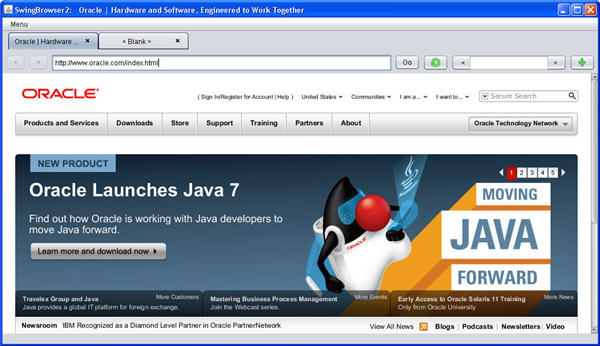 SwingBrowser2:   Oracle | Hardware and Software, Engineered to Work Together
Menu
Oracle | Hardware ... × < Blank > ×
< > http://www.oracle.com/index.html Go < > 
ORACLE
( Sign In/Register for Account | Help ) United States Communities I am a... I want to... Secure Search
Products and Services Downloads Store Support Training Partners About Oracle Technology Network
NEW PRODUCT
1 2 3 4 5
Oracle Launches Java 7
Find out how Oracle is working with Java developers to
move Java forward.
Learn more and download now
ORACLE
MOVING
JAVA
FORWARD
Travelex Group and Java More Customers
Java provides a global IT platform for foreign exchange.
Mastering Business Process Management More Events
Join the Webcast series.
Early Access to Oracle Solaris 11 Training More News
Only from Oracle University
Newsroom IBM Recognized as a Diamond Level Partner in Oracle PartnerNetwork View All News Blogs | Podcasts | Newsletters | Video